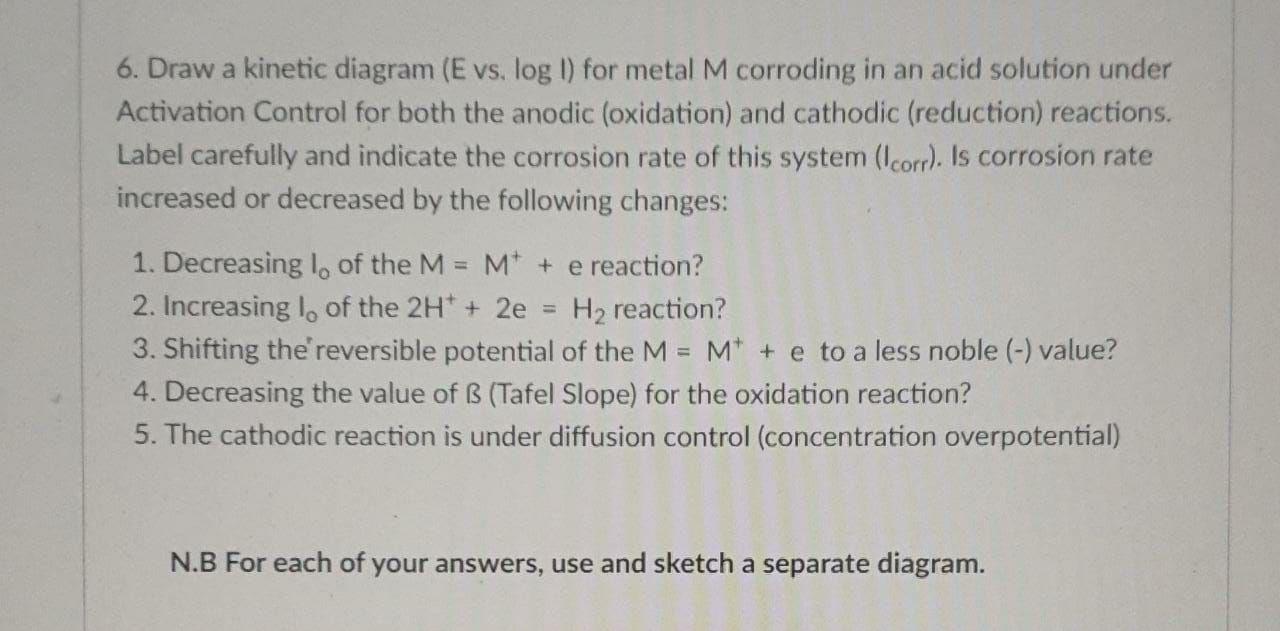 6. Draw a kinetic diagram (E vs. log I) for metal M corroding in an acid solution under
Activation Control for both the anodic (oxidation) and cathodic (reduction) reactions.
Label carefully and indicate the corrosion rate of this system (Icorr). Is corrosion rate
increased or decreased by the following changes:
1. Decreasing Io of the M = M⁺ + e reaction?
2. Increasing Io of the 2H⁺ + 2e = H₂ reaction?
3. Shifting the reversible potential of the M = M⁺ + e to a less noble (-) value?
4. Decreasing the value of ß (Tafel Slope) for the oxidation reaction?
5. The cathodic reaction is under diffusion control (concentration overpotential)
N.B For each of your answers, use and sketch a separate diagram.